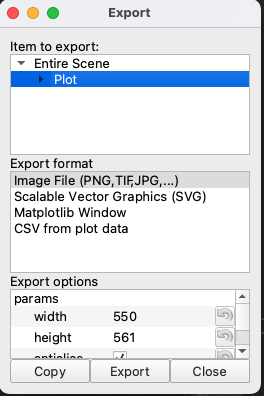 Export
Item to export:
Entire Scene
Plot
Export format
Image File (PNG,TIF,JPG,...)
Scalable Vector Graphics (SVG)
Matplotlib Window
CSV from plot data
Export options
params
width 550
height 561
antialias
Copy Export Close